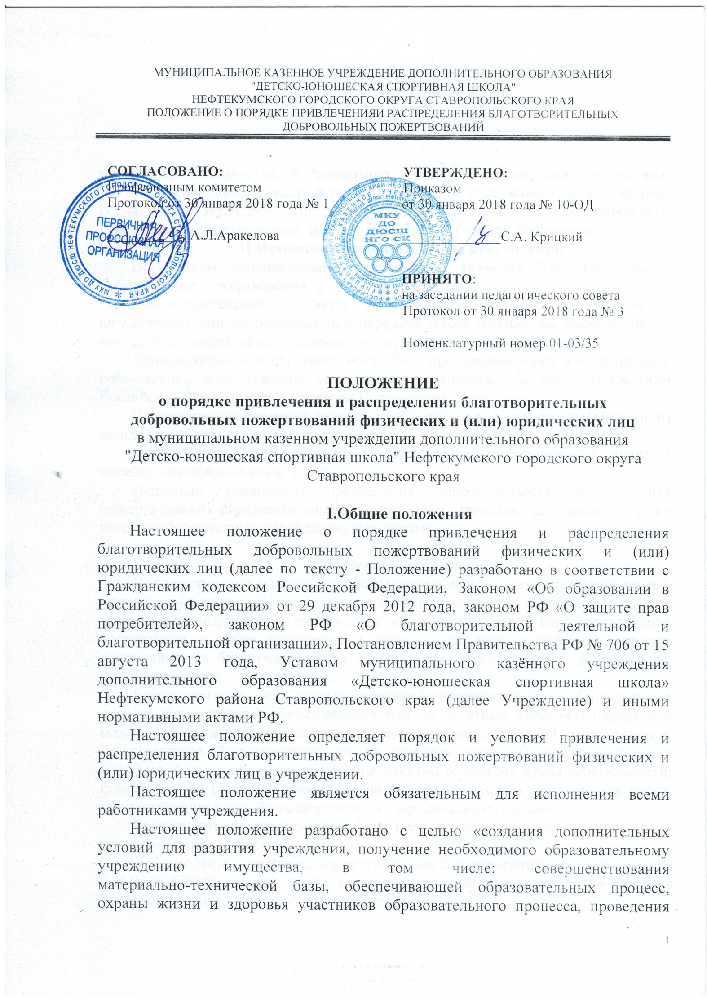 МУНИЦИПАЛЬНОЕ КАЗЕННОЕ УЧРЕЖДЕНИЕ ДОПОЛНИТЕЛЬНОГО ОБРАЗОВАНИЯ
"ДЕТСКО-ЮНОШЕСКАЯ СПОРТИВНАЯ ШКОЛА"
НЕФТЕКУМСКОГО ГОРОДСКОГО ОКРУГА СТАВРОПОЛЬСКОГО КРАЯ
ПОЛОЖЕНИЕ О ПОРЯДКЕ ПРИВЛЕЧЕНИЯИ РАСПРЕДЕЛЕНИЯ БЛАГОТВОРИТЕЛЬНЫХ
ДОБРОВОЛЬНЫХ ПОЖЕРТВОВАНИЙ
СОГЛАСОВАНО:
Профсоюзным комитетом
Протокол от 30 января 2018 года № 1
А.Л.Аракелова
МКУ ДО ДЮСШ НЕФТЕКУМСКОГО ГОРОДСКОГО ОКРУГА СТАВРОПОЛЬСКОГО КРАЯ
ПЕРВИЧНАЯ
ПРОФСОЮЗНАЯ
ОРГАНИЗАЦИЯ
УТВЕРЖДЕНО:
Приказом
от 30 января 2018 года № 10-ОД
С.А. Крицкий
МКУ
ДО
ДЮСШ
НГО СК
ПРИНЯТО:
на заседании педагогического совета
Протокол от 30 января 2018 года № 3
Номенклатурный номер 01-03/35
ПОЛОЖЕНИЕ
о порядке привлечения и распределения благотворительных
добровольных пожертвований физических и (или) юридических лиц
в муниципальном казенном учреждении дополнительного образования
"Детско-юношеская спортивная школа" Нефтекумского городского округа
Ставропольского края
I.Общие положения
Настоящее положение о порядке привлечения и распределения
благотворительных добровольных пожертвований физических и (или)
юридических лиц (далее по тексту - Положение) разработано в соответствии с
Гражданским кодексом Российской Федерации, Законом «Об образовании в
Российской Федерации» от 29 декабря 2012 года, законом РФ «О защите прав
потребителей», законом РФ «О благотворительной деятельной и
благотворительной организации», Постановлением Правительства РФ № 706 от 15
августа 2013 года, Уставом муниципального казённого учреждения
дополнительного образования «Детско-юношеская спортивная школа»
Нефтекумского района Ставропольского края (далее Учреждение) и иными
нормативными актами РФ.
Настоящее положение определяет порядок и условия привлечения и
распределения благотворительных добровольных пожертвований физических и
(или) юридических лиц в учреждении.
Настоящее положение является обязательным для исполнения всеми
работниками учреждения.
Настоящее положение разработано с целью «создания дополнительных
условий для развития учреждения, получение необходимого образовательному
учреждению имущества, в том числе: совершенствования
материально-технической базы, обеспечивающей образовательных процесс,
охраны жизни и здоровья участников образовательного процесса, проведения
1